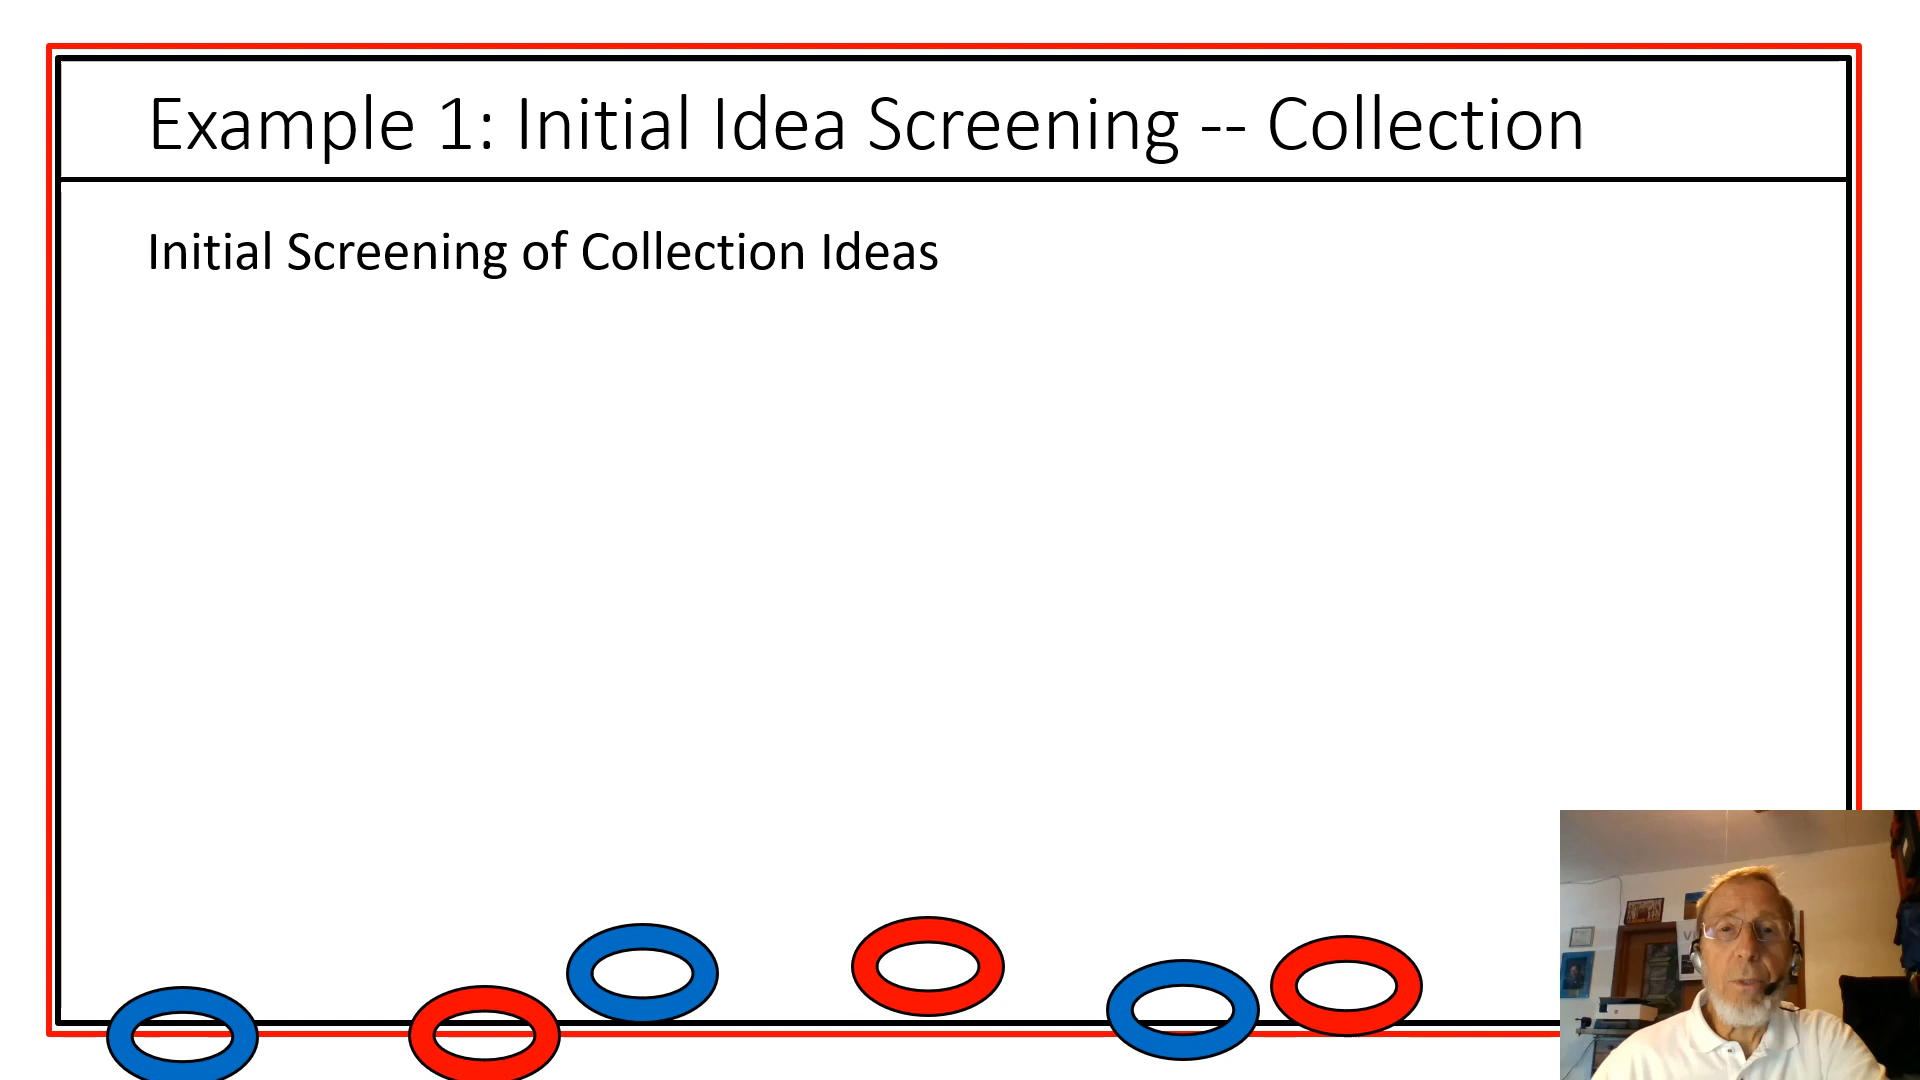 Example 1: Initial Idea Screening -- Collection
Initial Screening of Collection Ideas